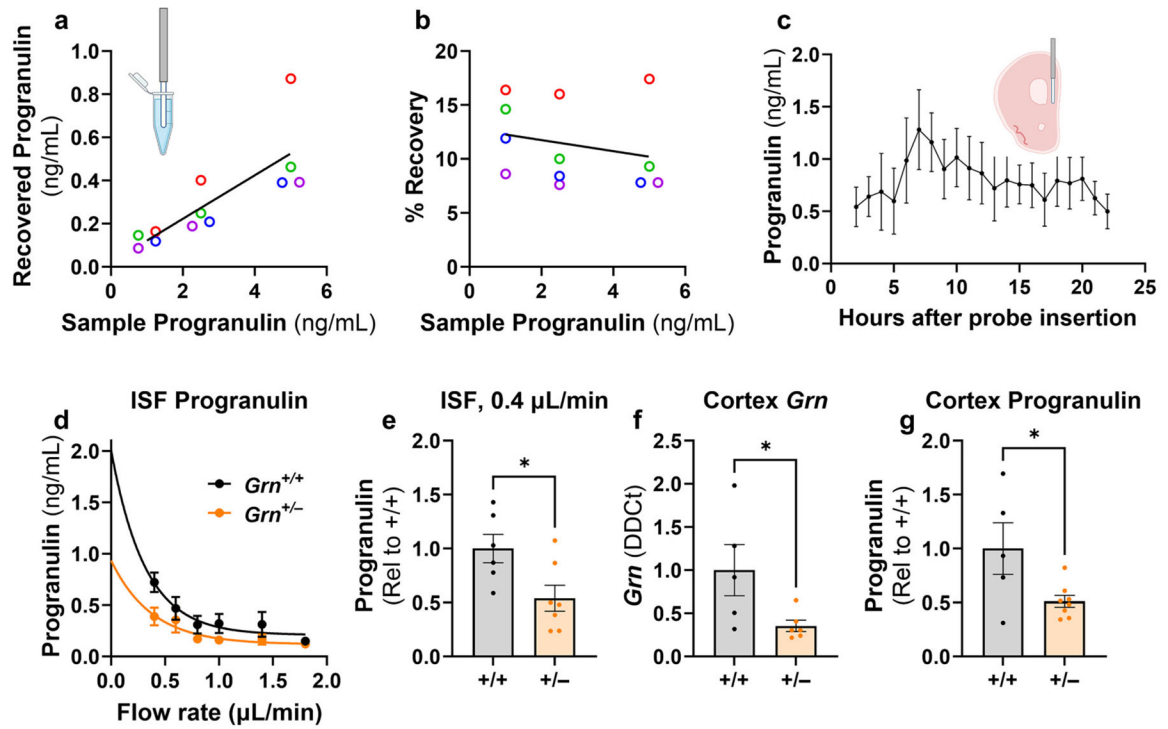 a
Recovered Progranulin
(ng/mL)
1.0
0.8
0.6
0.4
0.2
0.0
0 2 4 6
Sample Progranulin (ng/mL)
b
% Recovery
20
15
10
5
0
0 1 2 3 4 5 6
Sample Progranulin (ng/mL)
c
Progranulin (ng/mL)
2.0
1.5
1.0
0.5
0.0
0 5 10 15 20 25
Hours after probe insertion
d
ISF Progranulin
Progranulin (ng/mL)
2.0
1.5
1.0
0.5
0.0
Grn+/+
Grn+/–
0.0 0.5 1.0 1.5 2.0
Flow rate (µL/min)
e
ISF, 0.4 µL/min
Progranulin
(Rel to +/+)
2.0
1.5
1.0
0.5
0.0
*
+/+ +/–
f
Cortex Grn
Grn (DDCt)
2.5
2.0
1.5
1.0
0.5
0.0
*
+/+ +/–
g
Cortex Progranulin
Progranulin
(Rel to +/+)
2.0
1.5
1.0
0.5
0.0
*
+/+ +/–